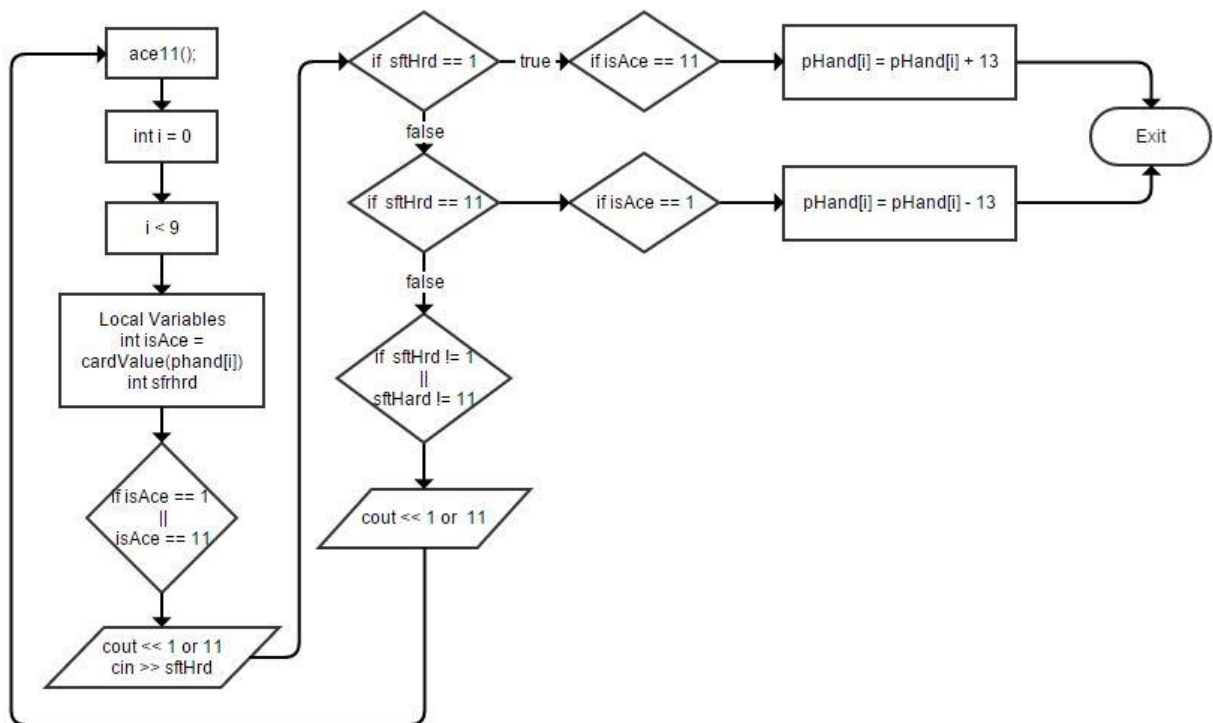 ace11();
int i = 0
i < 9
Local Variables
int isAce =
cardValue(phand[i])
int sfrhrd
if isAce == 1
||
isAce == 11
cout << 1 or 11
cin >> sftHrd
if sftHrd == 1
true
if isAce == 11
pHand[i] = pHand[i] + 13
Exit
false
if sftHrd == 11
if isAce == 1
pHand[i] = pHand[i] - 13
false
if sftHrd != 1
||
sftHard != 11
cout << 1 or 11